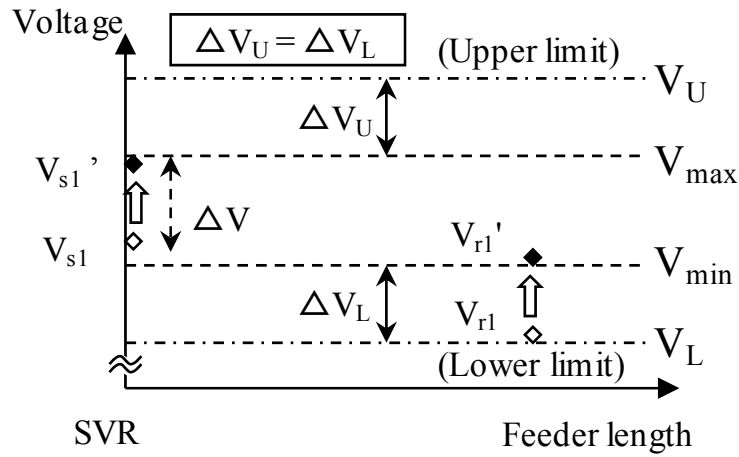 Voltage
△V_U = △V_L
(Upper limit)
V_U
△V_U
V_s1'
V_max
△V
V_s1
V_r1'
V_min
△V_L
V_r1
V_L
(Lower limit)
SVR
Feeder length